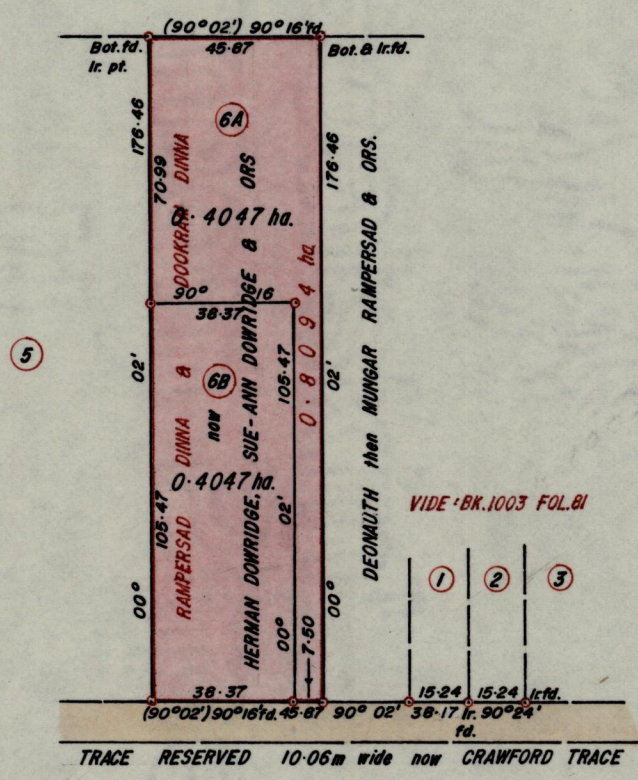 (90°02') 90°16'fd.
45.87
Bot.fd.
Ir. pt.
Bot.& Ir.fd.
176.46
70.99
6A
DOOKRAN DINNA
0.4047 ha.
176.46
90° 16
38.37
0.8094 ha
5
02'
6B
105.47
02'
RAMPERSAD DINNA &
now
HERMAN DOWRIDGE, SUE-ANN DOWRIDGE & ORS
DEONAUTH then MUNGAR RAMPERSAD & ORS.
0.4047 ha.
105.47
02'
00°
00°
7.50
00°
VIDE: BK.1003 FOL.81
1 2 3
38.37
15.24 15.24 Ir.fd.
(90°02')90°16'fd. 45.87 90° 02' 38.17 Ir. 90°24'
fd.
TRACE RESERVED 10.06m wide now CRAWFORD TRACE